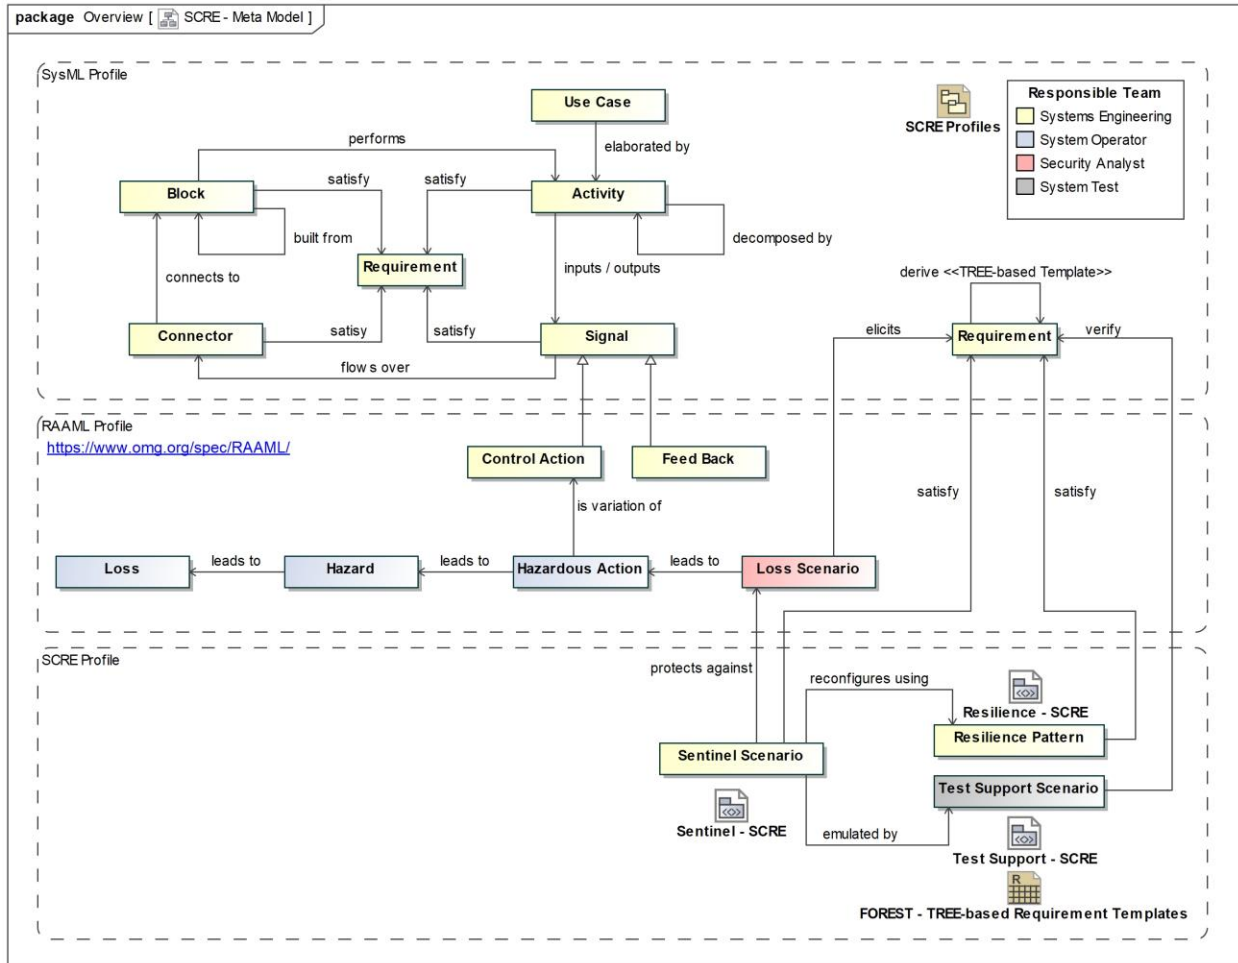 package Overview [ SCRE - Meta Model ]
SysML Profile
Use Case
SCRE Profiles
Responsible Team
Systems Engineering
System Operator
Security Analyst
System Test
performs
elaborated by
satisfy
satisfy
Block
Activity
built from
decomposed by
Requirement
connects to
inputs / outputs
derive <<TREE-based Template>>
Connector
satisy
satisfy
Signal
elicits
Requirement
verify
flows over
RAAML Profile
https://www.omg.org/spec/RAAML/
Control Action
Feed Back
satisfy
satisfy
is variation of
Loss
leads to
Hazard
leads to
Hazardous Action
leads to
Loss Scenario
SCRE Profile
protects against
reconfigures using
Resilience - SCRE
Resilience Pattern
Sentinel Scenario
Test Support Scenario
Sentinel - SCRE
emulated by
Test Support - SCRE
R
FOREST - TREE-based Requirement Templates